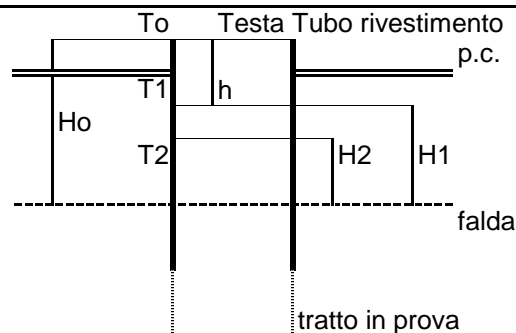 To Testa Tubo rivestimento
p.c.
T1 h
Ho
T2 H2 H1
falda
tratto in prova